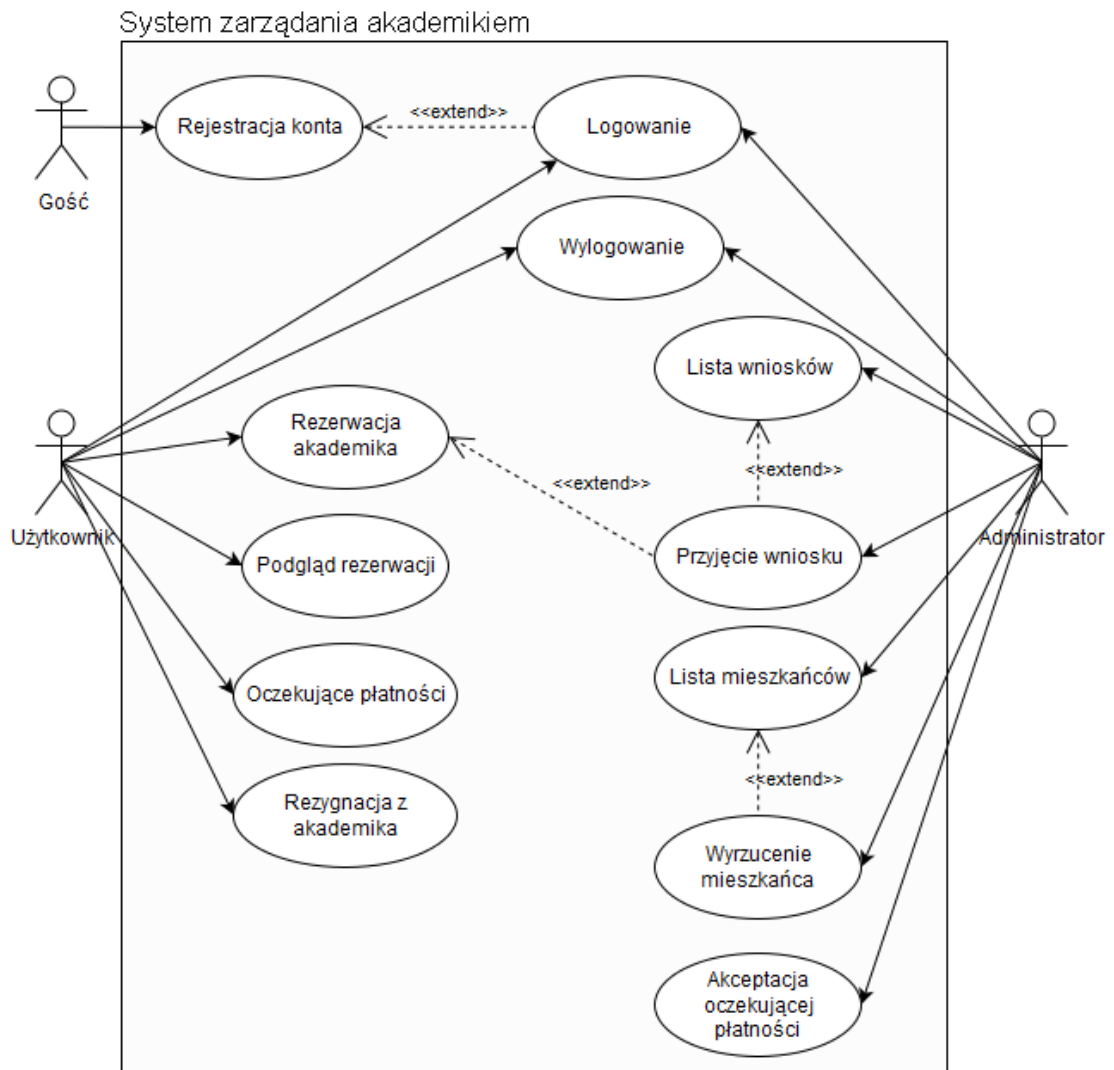 System zarządania akademikiem
Rejestracja konta
<<extend>>
Logowanie
Gość
Wylogowanie
Lista wniosków
Rezerwacja
akademika
<<extend>>
<<extend>>
Użytkownik
Administrator
Podgląd rezerwacji
Przyjęcie wniosku
Oczekujące płatności
Lista mieszkańców
<<extend>>
Rezygnacja z
akademika
Wyrzucenie
mieszkańca
Akceptacja
oczekującej
płatności